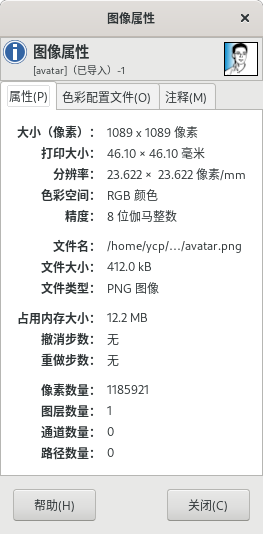 图像属性
图像属性
[avatar]（已导入）-1
属性(P) 色彩配置文件(O) 注释(M)
大小（像素）： 1089 x 1089 像素
打印大小： 46.10 × 46.10 毫米
分辨率： 23.622 × 23.622 像素/mm
色彩空间： RGB 颜色
精度： 8 位伽马整数
文件名： /home/ycp/…/avatar.png
文件大小： 412.0 kB
文件类型： PNG 图像
占用内存大小： 12.2 MB
撤消步数： 无
重做步数： 无
像素数量： 1185921
图层数量： 1
通道数量： 0
路径数量： 0
帮助(H) 关闭(C)